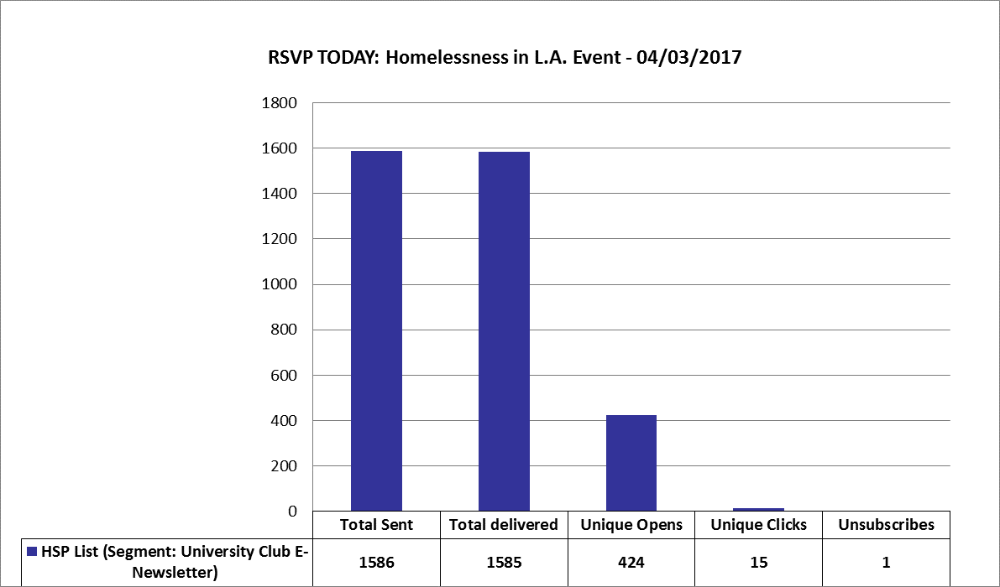 RSVP TODAY: Homelessness in L.A. Event - 04/03/2017
1800
1600
1400
1200
1000
800
600
400
200
0
Total Sent Total delivered Unique Opens Unique Clicks Unsubscribes
HSP List (Segment: University Club E-
Newsletter)
1586 1585 424 15 1